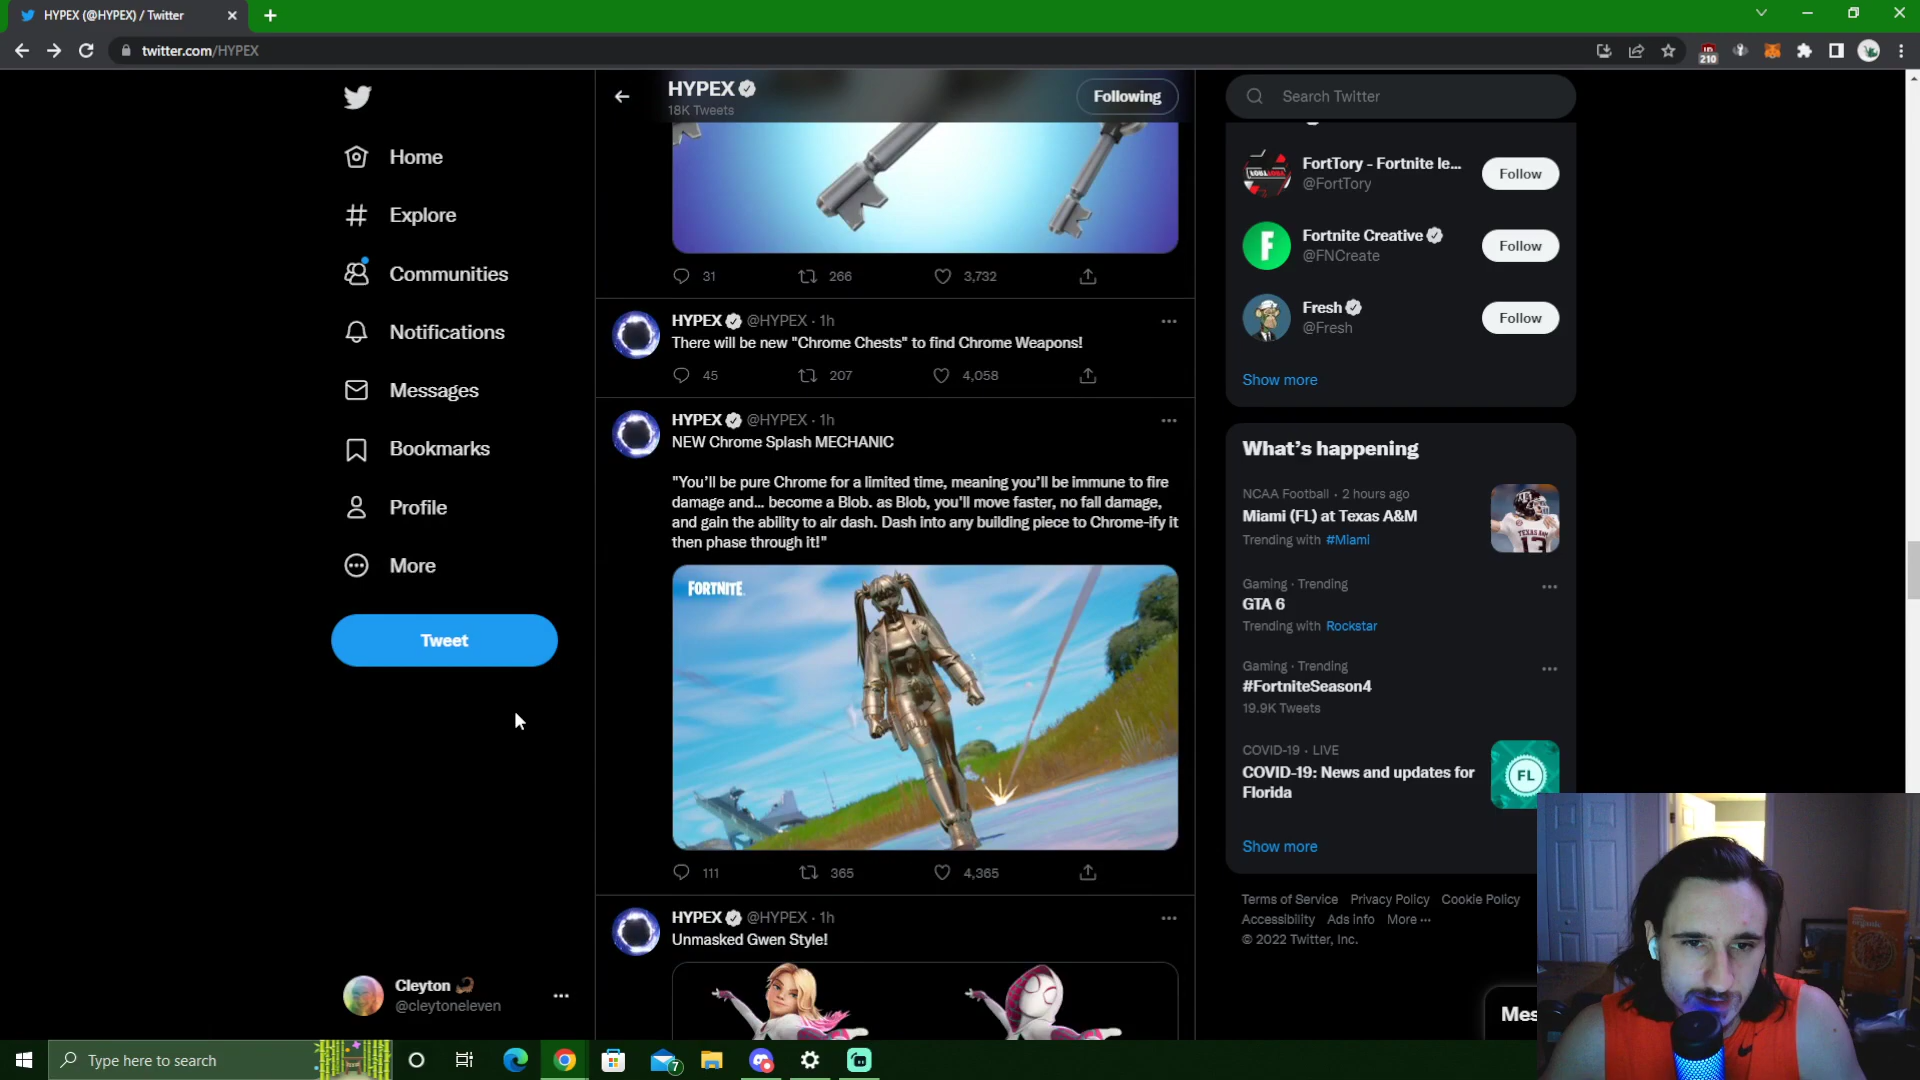 HYPEX (@HYPEX) / Twitter
twitter.com/HYPEX
210
HYPEX
18K Tweets
Following
Search Twitter
Home
Explore
Communities
Notifications
Messages
Bookmarks
Profile
More
Tweet
Cleyton
@cleytoneleven
31 266 3,732
HYPEX @HYPEX · 1h
There will be new "Chrome Chests" to find Chrome Weapons!
45 207 4,058
HYPEX @HYPEX · 1h
NEW Chrome Splash MECHANIC
"You'll be pure Chrome for a limited time, meaning you'll be immune to fire
damage and... become a Blob. as Blob, you'll move faster, no fall damage,
and gain the ability to air dash. Dash into any building piece to Chrome-ify it
then phase through it!"
FORTNITE
111 365 4,365
HYPEX @HYPEX · 1h
Unmasked Gwen Style!
FortTory - Fortnite le...
@FortTory
Follow
Fortnite Creative
@FNCreate
Follow
Fresh
@Fresh
Follow
Show more
What's happening
NCAA Football · 2 hours ago
Miami (FL) at Texas A&M
Trending with #Miami
Gaming · Trending
GTA 6
Trending with Rockstar
Gaming · Trending
#FortniteSeason4
19.9K Tweets
COVID-19 · LIVE
COVID-19: News and updates for
Florida
FL
Show more
Terms of Service Privacy Policy Cookie Policy
Accessibility Ads info More ...
© 2022 Twitter, Inc.
Mes
Type here to search
7